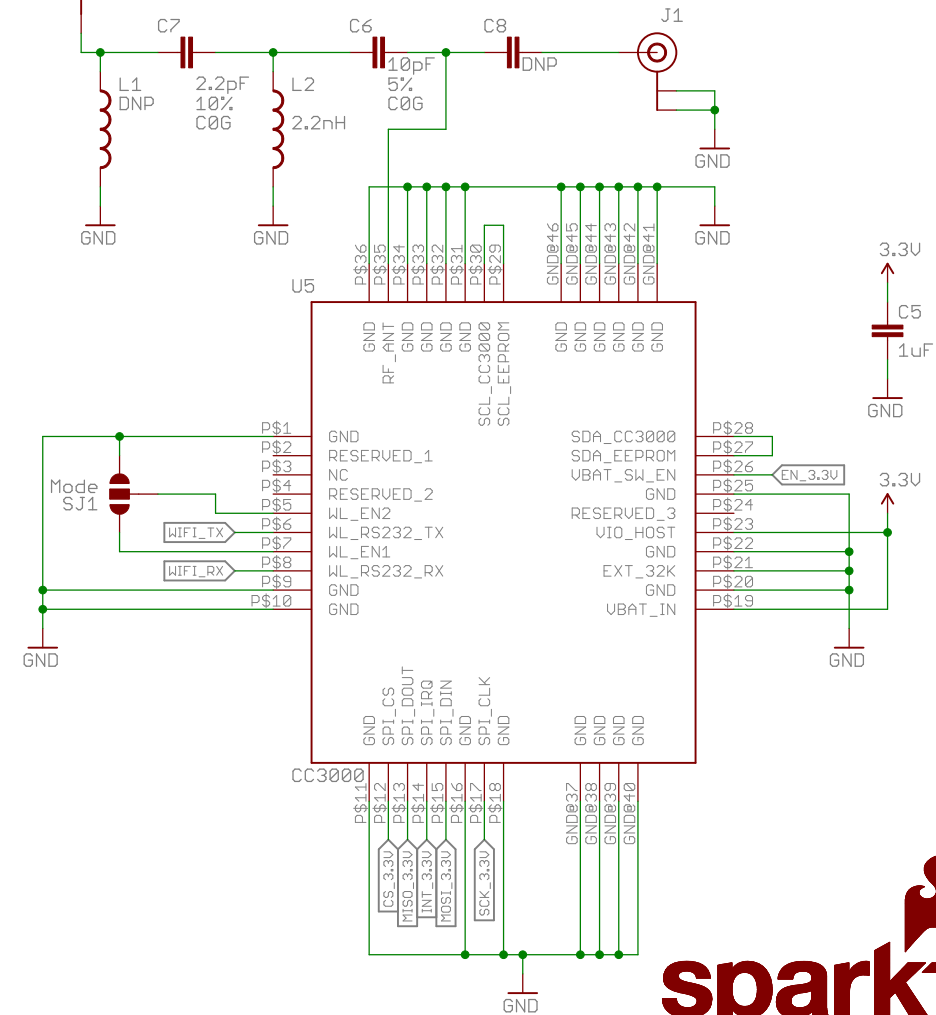 C7
C6
C8
J1
L1
DNP
2.2pF
10%
C0G
L2
2.2nH
10pF
5%
C0G
DNP
GND
GND
GND
GND
P$36
P$35
P$34
P$33
P$32
P$31
P$30
P$29
GND@46
GND@45
GND@44
GND@43
GND@42
GND@41
3.3V
C5
1uF
GND
U5
GND
RF_ANT
GND
GND
GND
GND
SCL_CC3000
SCL_EEPROM
GND
GND
GND
GND
GND
GND
P$1 GND
P$2 RESERVED_1
P$3 NC
P$4 RESERVED_2
P$5 WL_EN2
P$6 WL_RS232_TX
P$7 WL_EN1
P$8 WL_RS232_RX
P$9 GND
P$10 GND
Mode
SJ1
WIFI_TX
WIFI_RX
GND
SDA_CC3000 P$28
SDA_EEPROM P$27
VBAT_SW_EN P$26
GND P$25
RESERVED_3 P$24
VIO_HOST P$23
GND P$22
EXT_32K P$21
GND P$20
VBAT_IN P$19
EN_3.3V
3.3V
GND
GND
SPI_CS
SPI_DOUT
SPI_IRQ
SPI_DIN
GND
SPI_CLK
GND
GND
GND
GND
GND
CC3000
P$11
P$12
P$13
P$14
P$15
P$16
P$17
P$18
GND@37
GND@38
GND@39
GND@40
CS_3.3V
MISO_3.3V
INT_3.3V
MOSI_3.3V
SCK_3.3V
GND
spark